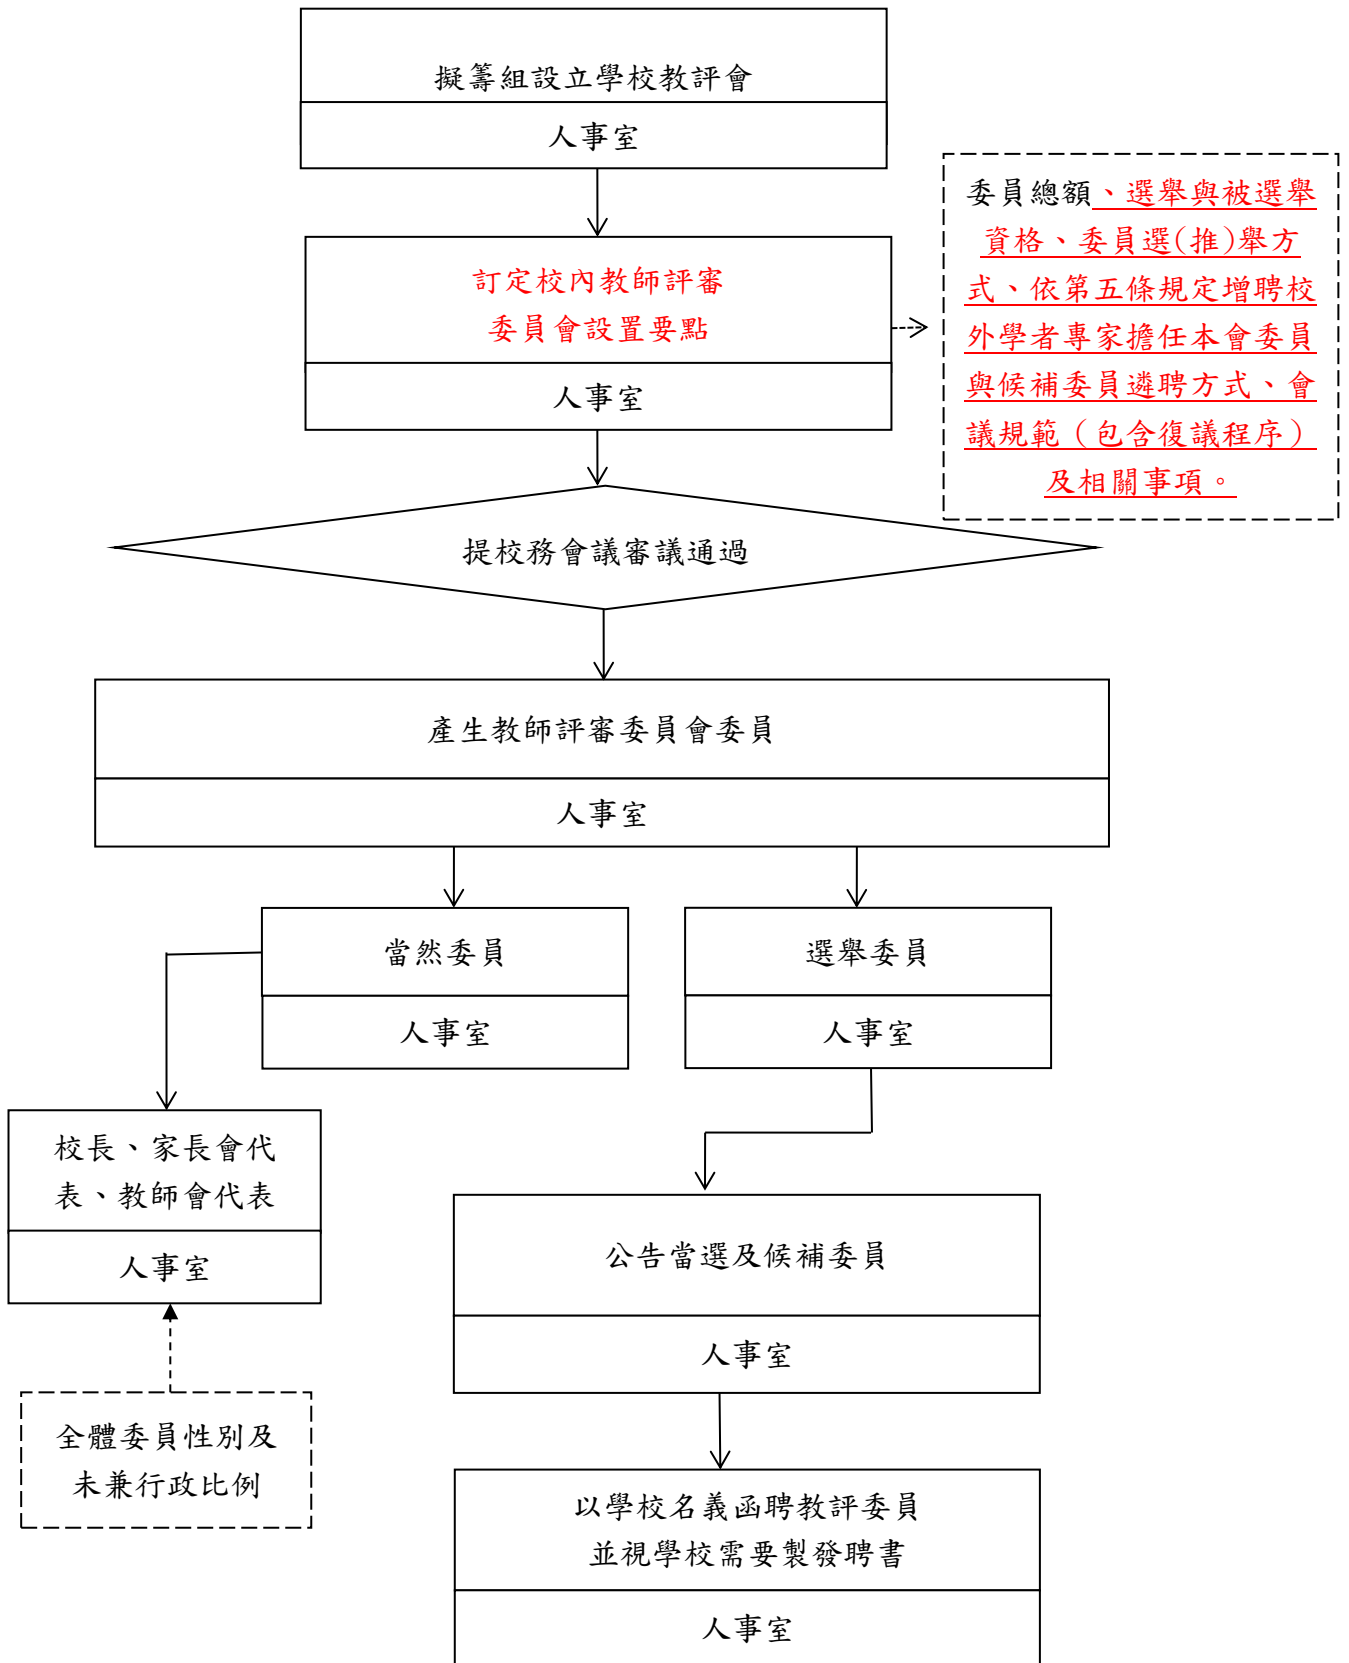 擬籌組設立學校教評會
人事室
訂定校內教師評審
委員會設置要點
人事室
委員總額、選舉與被選舉
資格、委員選(推)舉方
式、依第五條規定增聘校
外學者專家擔任本會委員
與候補委員遴聘方式、會
議規範（包含復議程序）
及相關事項。
提校務會議審議通過
產生教師評審委員會委員
人事室
當然委員
人事室
選舉委員
人事室
校長、家長會代
表、教師會代表
人事室
全體委員性別及
未兼行政比例
公告當選及候補委員
人事室
以學校名義函聘教評委員
並視學校需要製發聘書
人事室